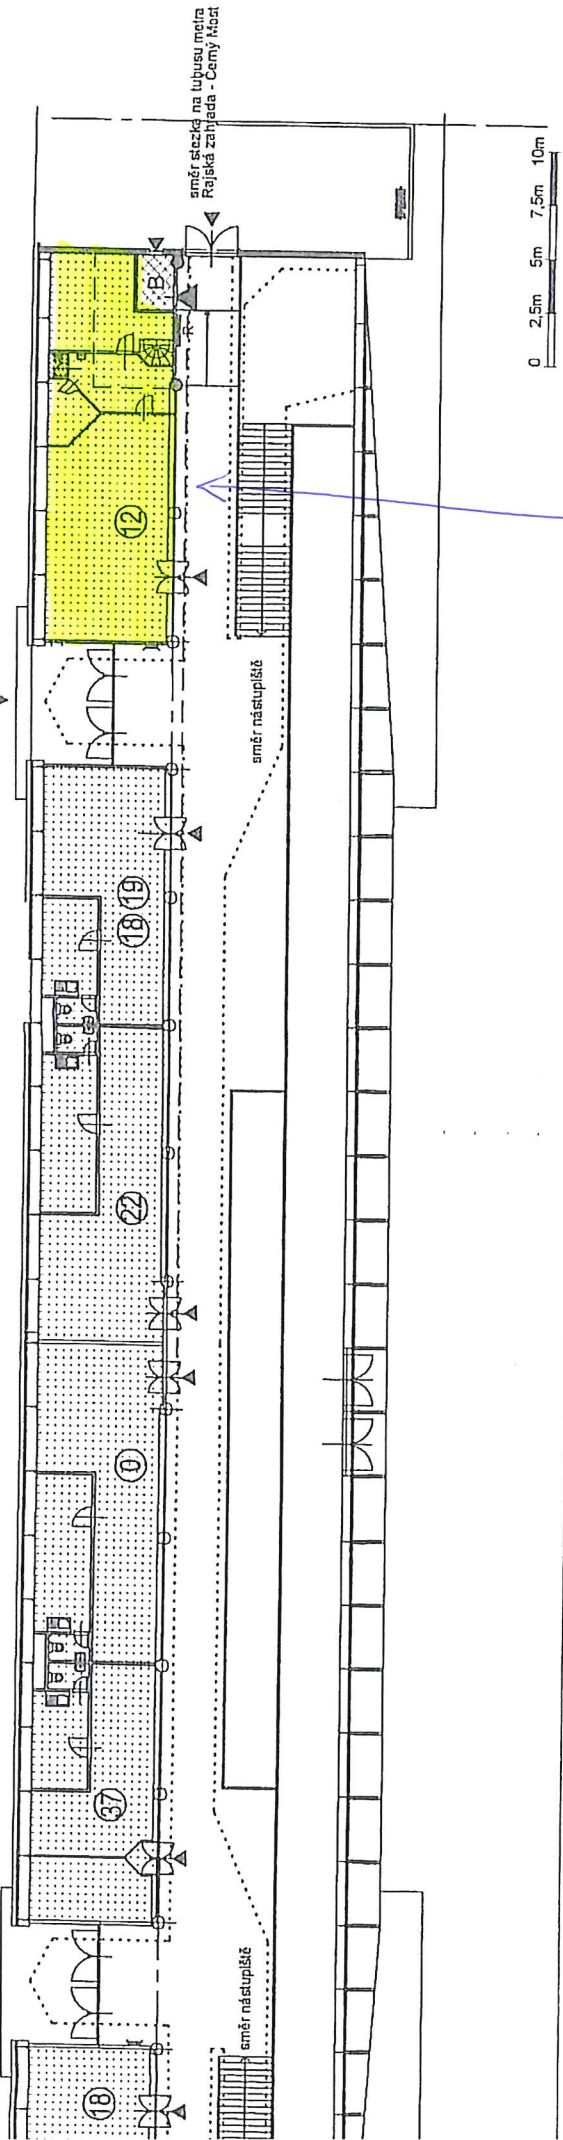 směr stezka na tubusu metra
Rajská zahrada - Černý Most
B
R
12
směr nástupiště
18 19
22
0
37
směr nástupiště
18
0 2,5m 5m 7,5m 10m